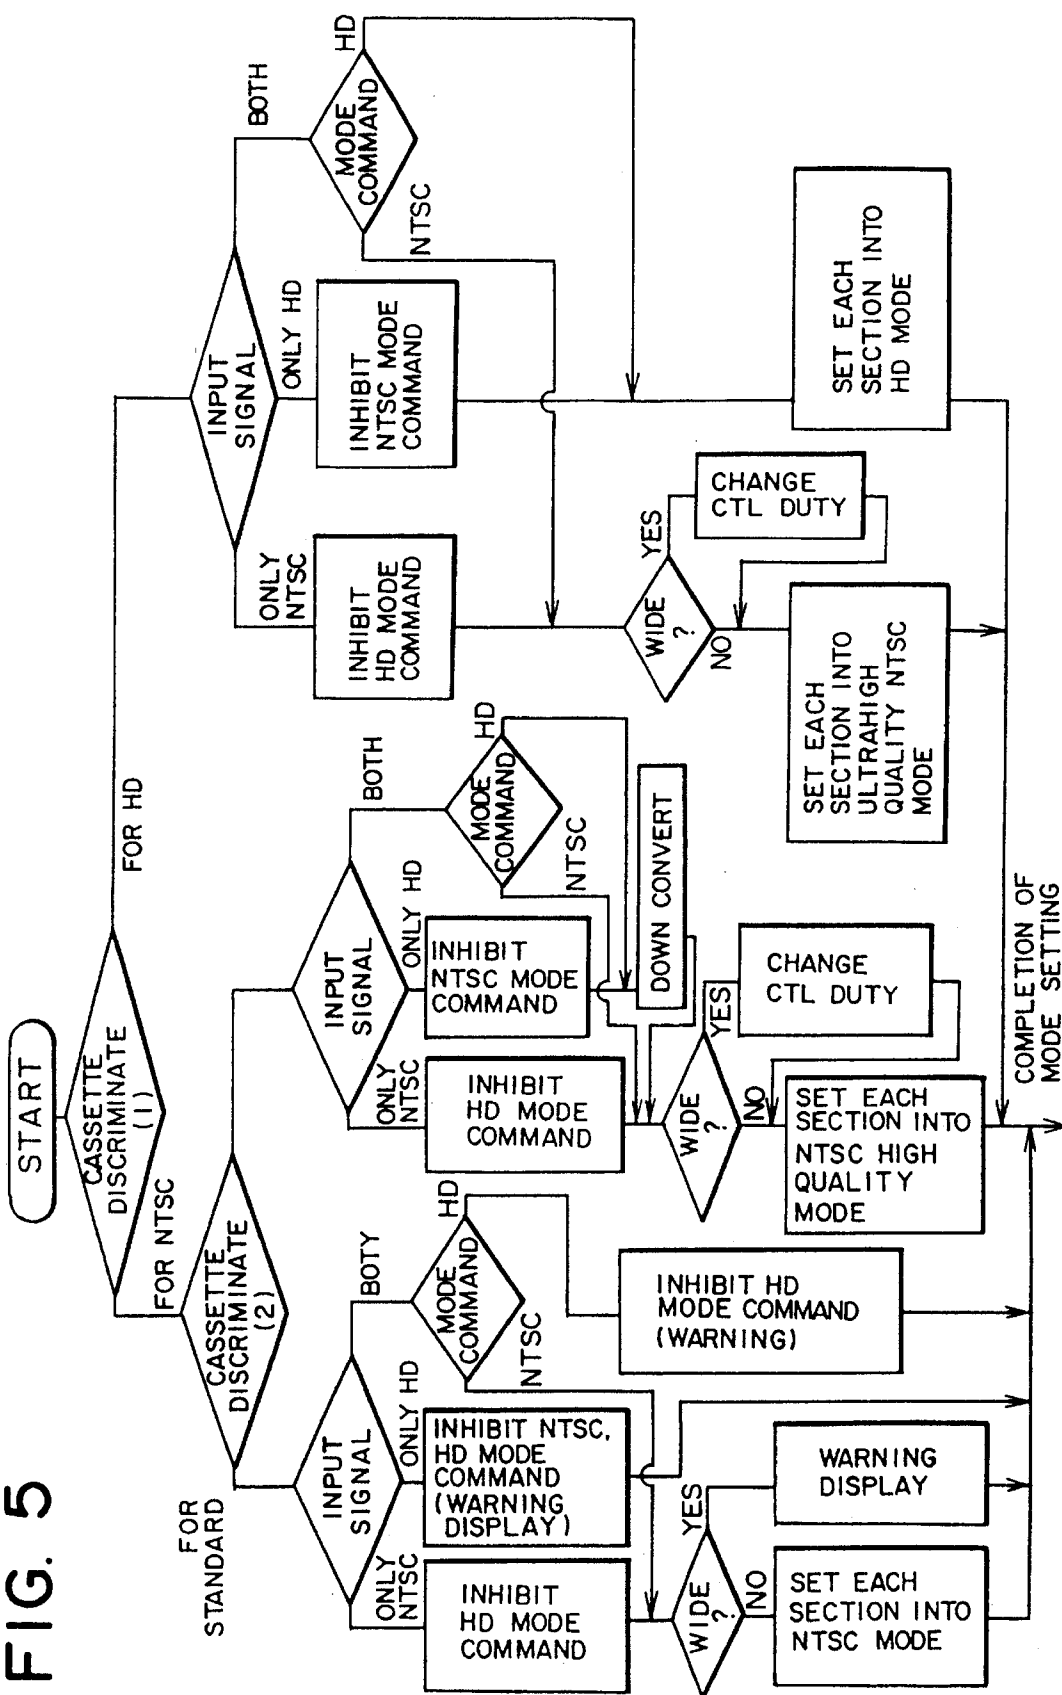 FIG. 5
START
CASSETTE
DISCRIMINATE
(1)
FOR NTSC
FOR HD
CASSETTE
DISCRIMINATE
(2)
FOR
STANDARD
INPUT
SIGNAL
ONLY
NTSC
ONLY HD
BOTY
INHIBIT
HD MODE
COMMAND
INHIBIT NTSC,
HD MODE
COMMAND
(WARNING
DISPLAY)
MODE
COMMAND
HD
NTSC
WIDE
?
YES
NO
INHIBIT HD
MODE COMMAND
(WARNING)
WARNING
DISPLAY
SET EACH
SECTION INTO
NTSC MODE
INPUT
SIGNAL
ONLY
NTSC
ONLY HD
BOTH
INHIBIT
HD MODE
COMMAND
INHIBIT
NTSC MODE
COMMAND
MODE
COMMAND
HD
NTSC
DOWN CONVERT
WIDE
?
YES
NO
CHANGE
CTL DUTY
SET EACH
SECTION INTO
NTSC HIGH
QUALITY
MODE
INPUT
SIGNAL
ONLY
NTSC
ONLY HD
BOTH
INHIBIT
HD MODE
COMMAND
INHIBIT
NTSC MODE
COMMAND
MODE
COMMAND
HD
NTSC
WIDE
?
YES
NO
CHANGE
CTL DUTY
SET EACH
SECTION INTO
ULTRAHIGH
QUALITY NTSC
MODE
SET EACH
SECTION INTO
HD MODE
COMPLETION OF
MODE SETTING